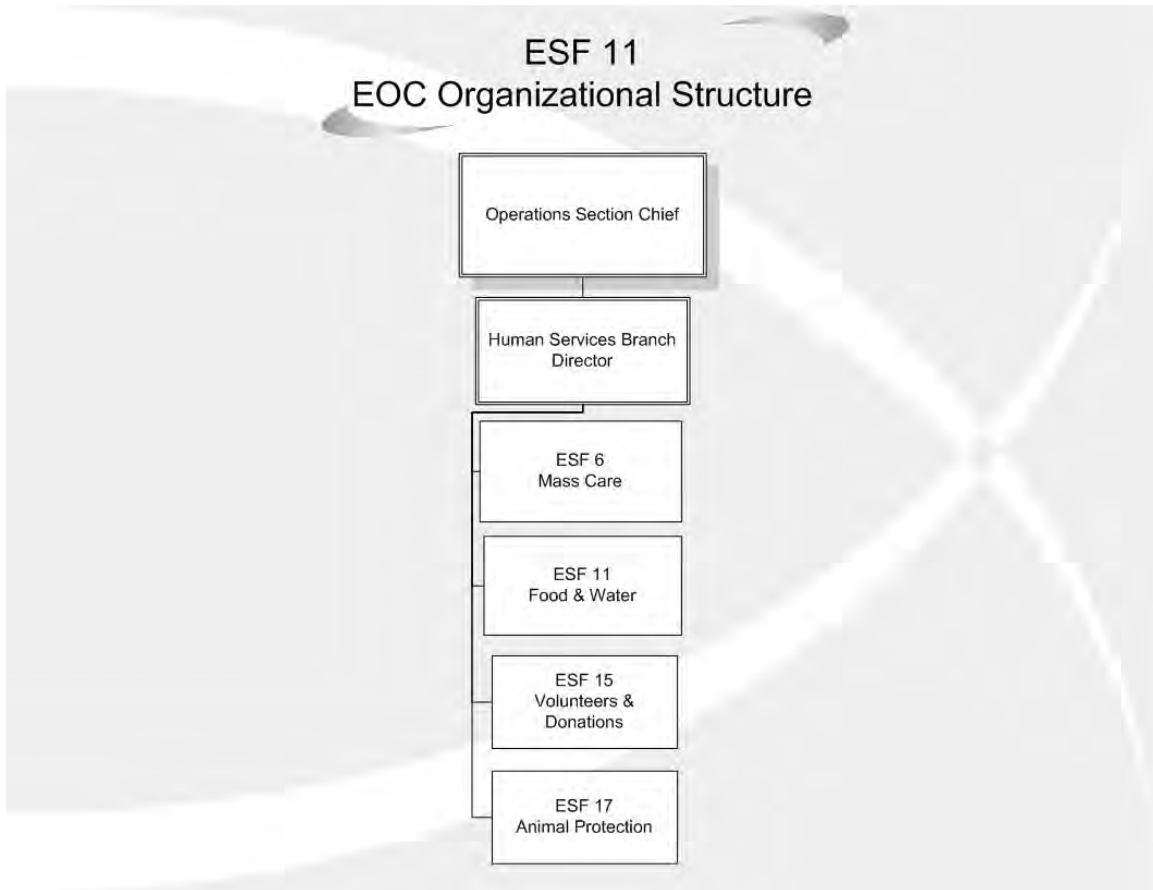 ESF 11
EOC Organizational Structure
Operations Section Chief
Human Services Branch
Director
ESF 6
Mass Care
ESF 11
Food & Water
ESF 15
Volunteers &
Donations
ESF 17
Animal Protection